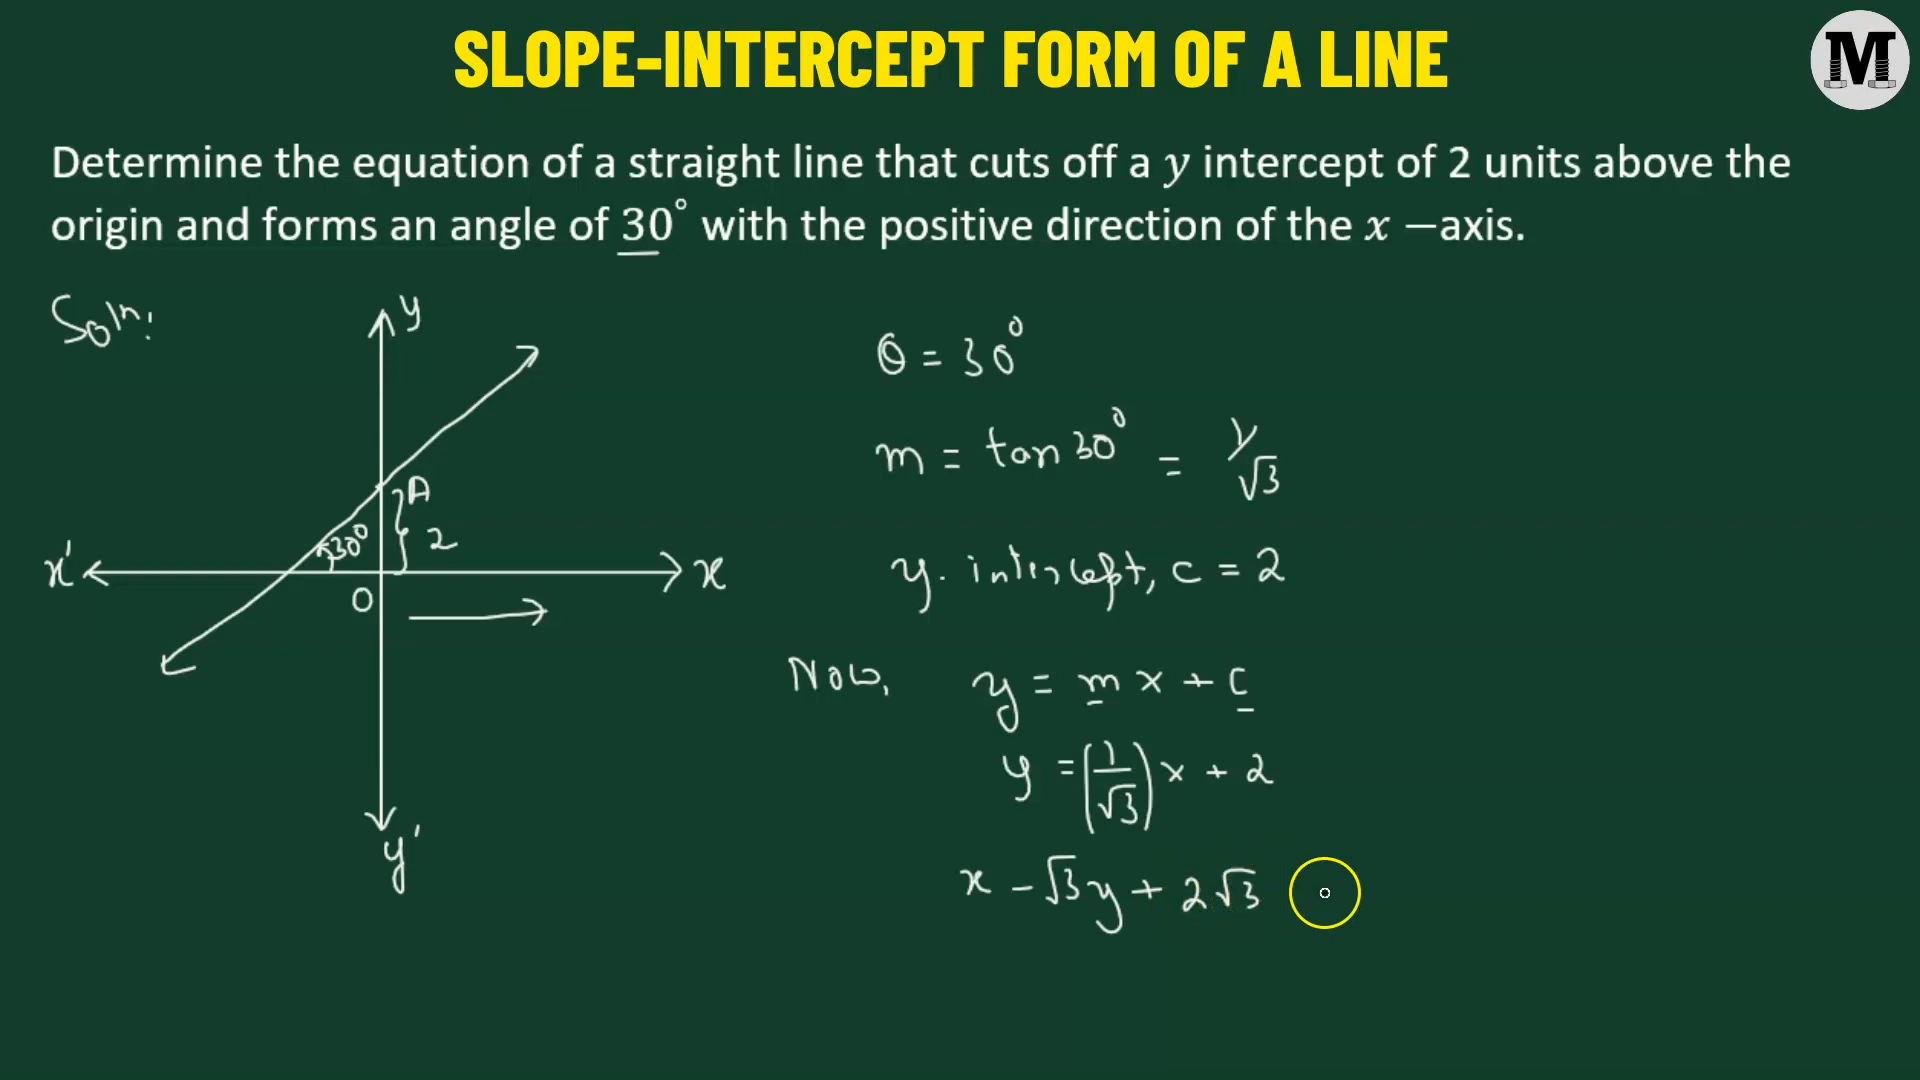 SLOPE-INTERCEPT FORM OF A LINE
M
Determine the equation of a straight line that cuts off a y intercept of 2 units above the
origin and forms an angle of 30° with the positive direction of the x −axis.
Soln:
y
A
30°
2
x'
x
O
y'
θ = 30°
m = tan 30° = 1/√3
y. intercept, c = 2
Now, y = mx + c
y = (1/√3) x + 2
x - √3y + 2√3